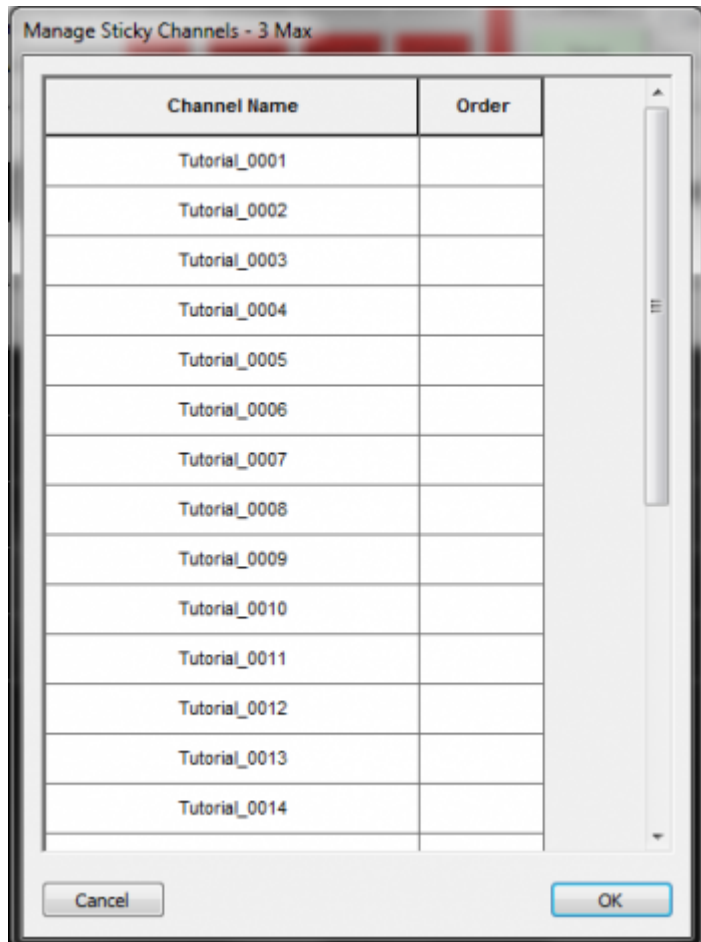 Manage Sticky Channels - 3 Max
Channel Name Order
Tutorial_0001
Tutorial_0002
Tutorial_0003
Tutorial_0004
Tutorial_0005
Tutorial_0006
Tutorial_0007
Tutorial_0008
Tutorial_0009
Tutorial_0010
Tutorial_0011
Tutorial_0012
Tutorial_0013
Tutorial_0014
Cancel OK